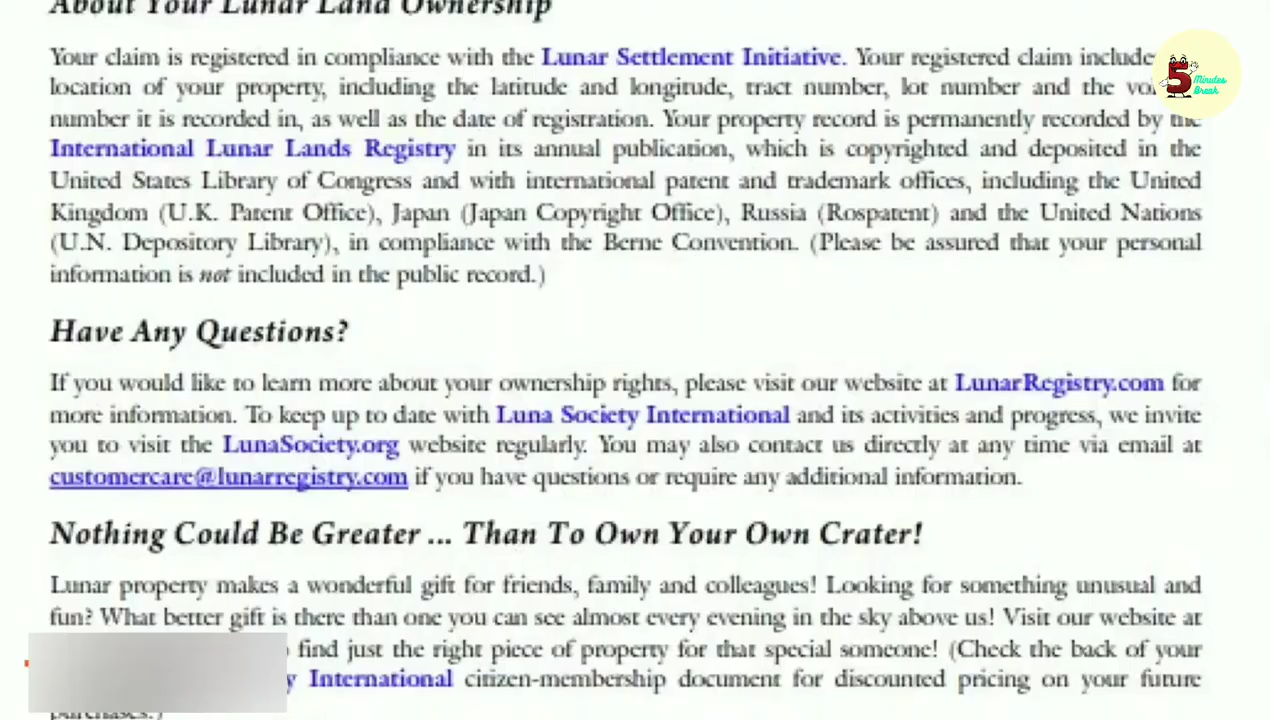 About Your Lunar Land Ownership
Your claim is registered in compliance with the Lunar Settlement Initiative. Your registered claim include
location of your property, including the latitude and longitude, tract number, lot number and the
number it is recorded in, as well as the date of registration. Your property record is permanently recorded by the
International Lunar Lands Registry in its annual publication, which is copyrighted and deposited in the
United States Library of Congress and with international patent and trademark offices, including the United
Kingdom (U.K. Patent Office), Japan (Japan Copyright Office), Russia (Rospatent) and the United Nations
(U.N. Depository Library), in compliance with the Berne Convention. (Please be assured that your personal
information is not included in the public record.)
Have Any Questions?
If you would like to learn more about your ownership rights, please visit our website at LunarRegistry.com for
more information. To keep up to date with Luna Society International and its activities and progress, we invite
you to visit the LunaSociety.org website regularly. You may also contact us directly at any time via email at
customercare@lunarregistry.com if you have questions or require any additional information.
Nothing Could Be Greater ... Than To Own Your Own Crater!
Lunar property makes a wonderful gift for friends, family and colleagues! Looking for something unusual and
fun? What better gift is there than one you can see almost every evening in the sky above us! Visit our website at
find just the right piece of property for that special someone! (Check the back of your
y International citizen-membership document for discounted pricing on your future
purchases.)
5 Minutes
Break